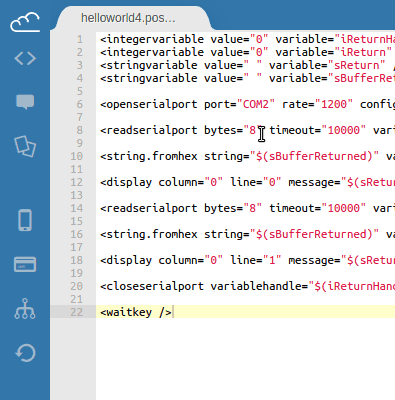 helloworld4.pos...
1 <integervariable value="0" variable="iReturnHa
2 <integervariable value="0" variable="iReturn"
3 <stringvariable value=" " variable="sReturn" /
4 <stringvariable value=" " variable="sBufferRet
5
6 <openserialport port="COM2" rate="1200" config
7
8 <readserialport bytes="8" timeout="10000" vari
9
10 <string.fromhex string="$(sBufferReturned)" va
11
12 <display column="0" line="0" message="$(sRetur
13
14 <readserialport bytes="8" timeout="10000" vari
15
16 <string.fromhex string="$(sBufferReturned)" va
17
18 <display column="0" line="1" message="$(sRetur
19
20 <closeserialport variablehandle="$(iReturnHan
21
22 <waitkey />